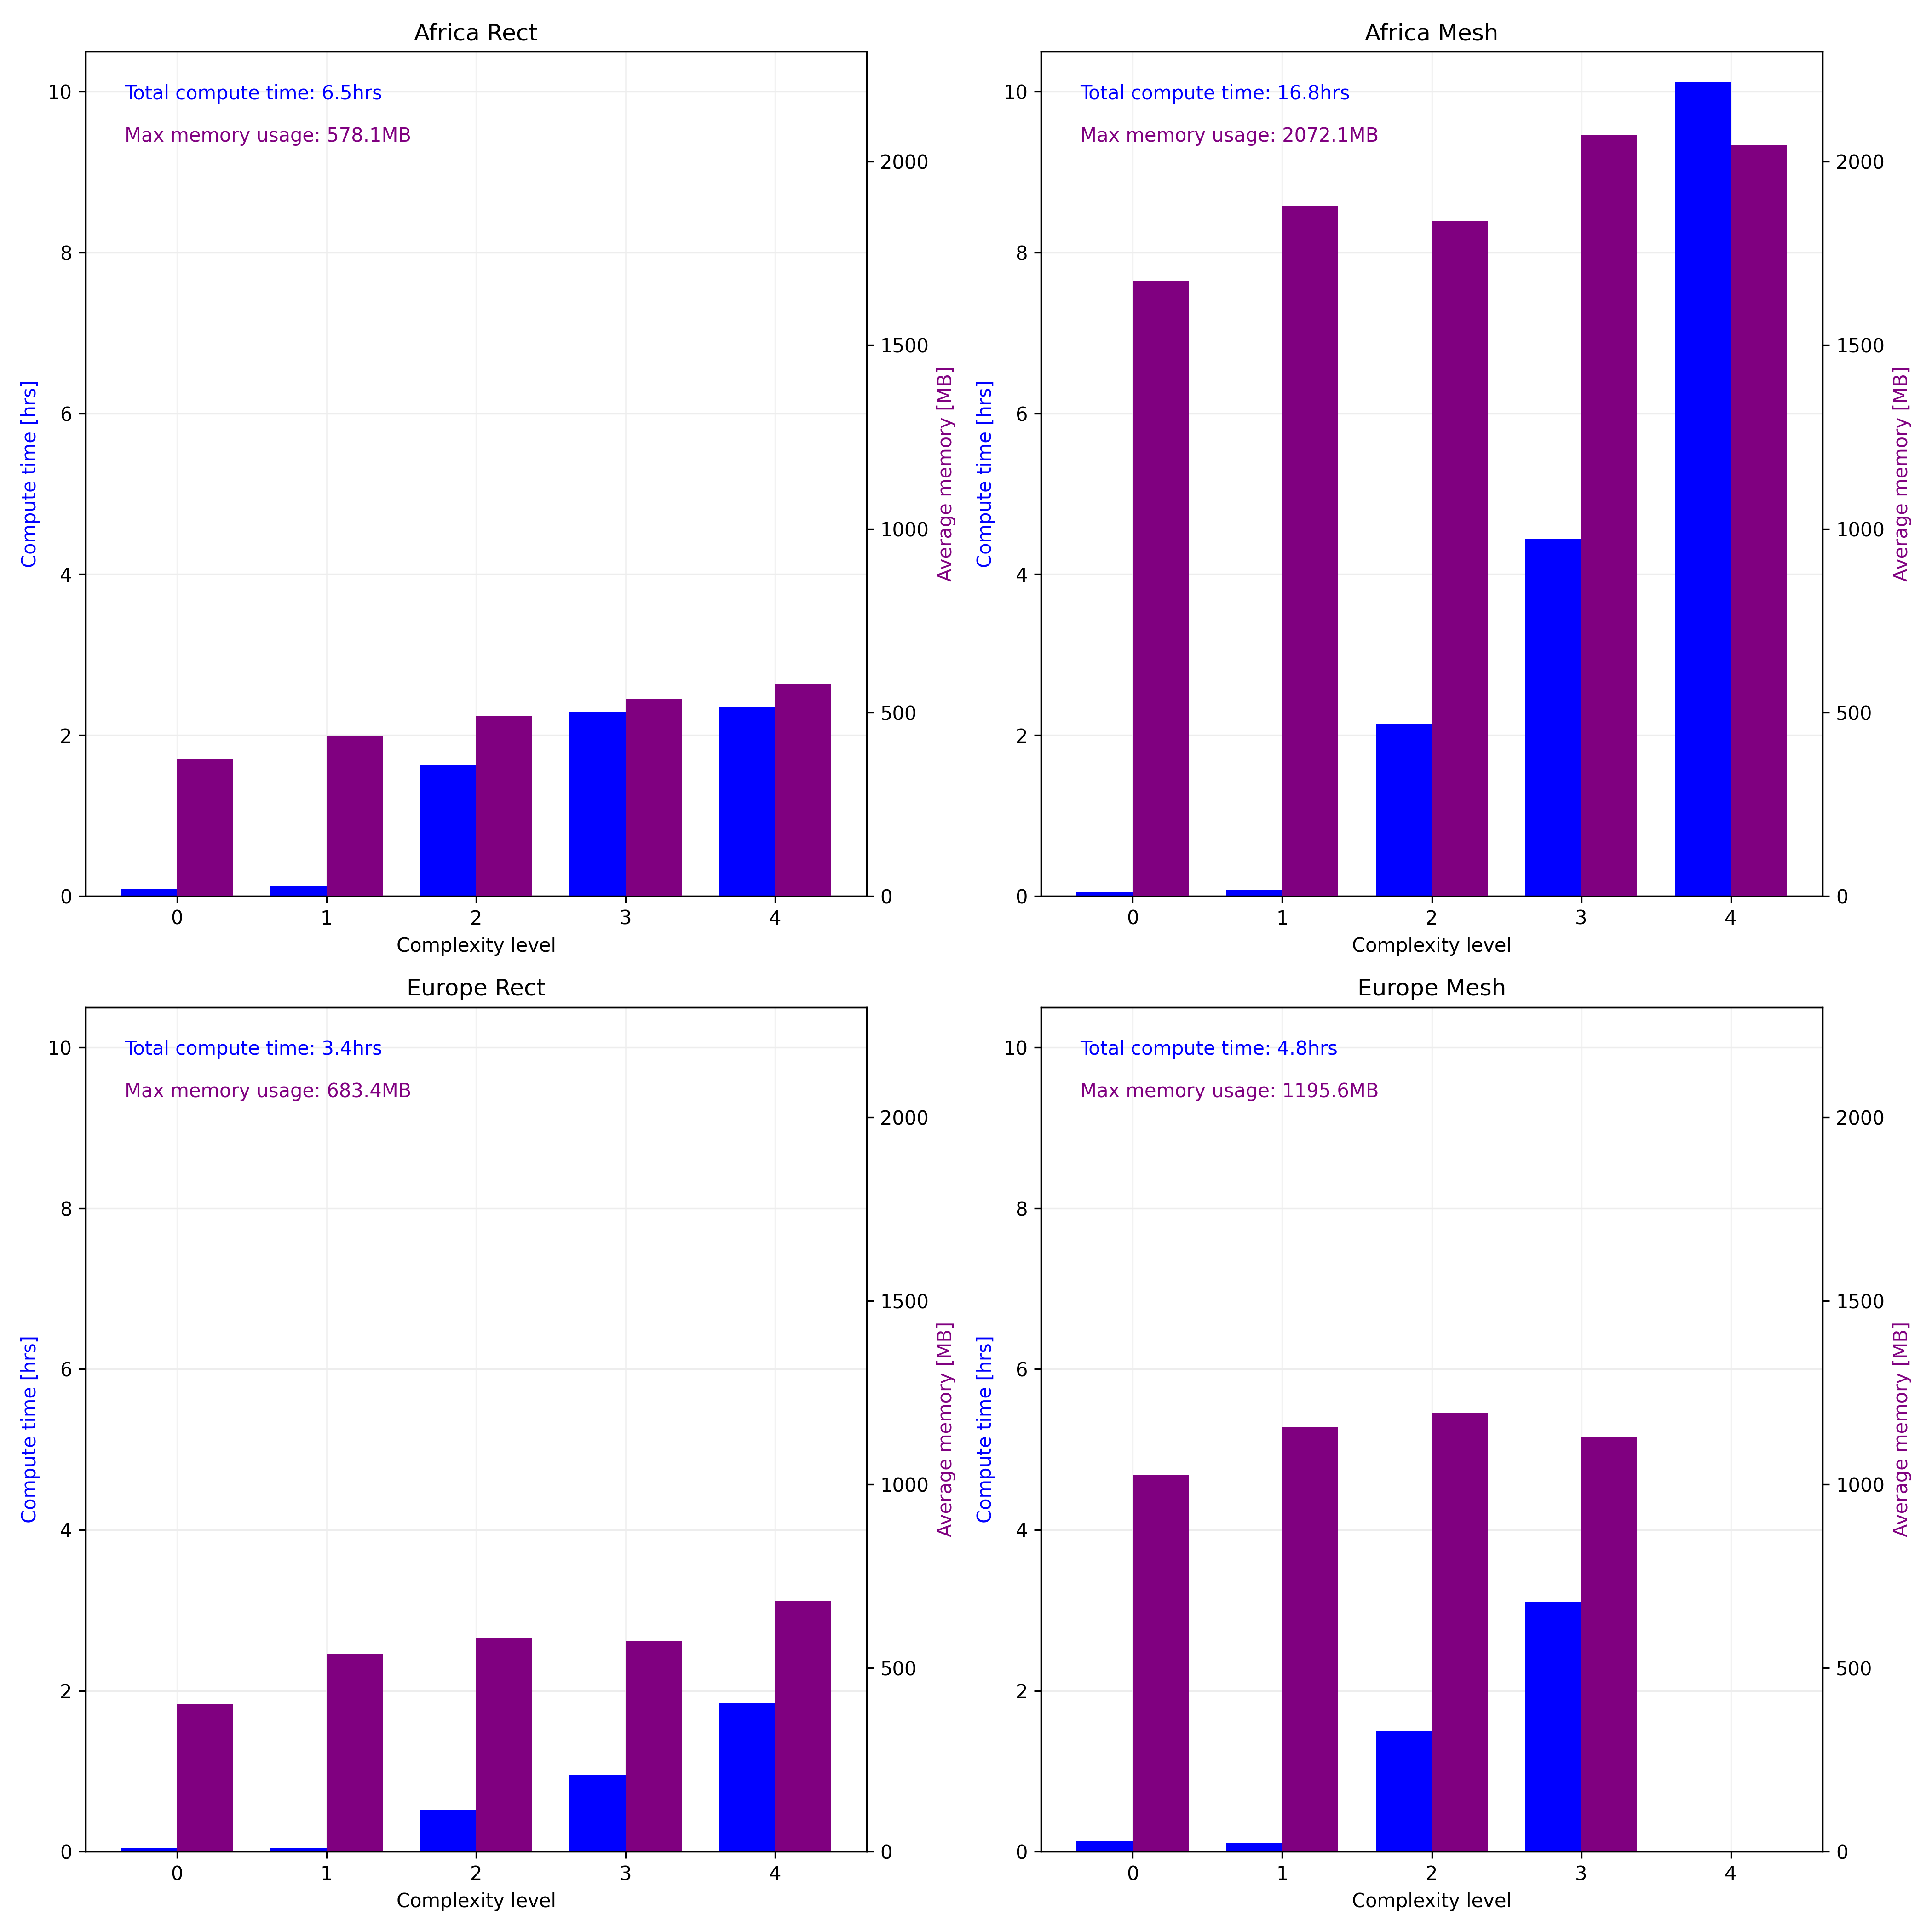 Africa Rect
Total compute time: 6.5hrs
Max memory usage: 578.1MB
10
8
6
4
2
0
Compute time [hrs]
2000
1500
1000
500
0
Average memory [MB]
0 1 2 3 4
Complexity level
Africa Mesh
Total compute time: 16.8hrs
Max memory usage: 2072.1MB
10
8
6
4
2
0
Compute time [hrs]
2000
1500
1000
500
0
Average memory [MB]
0 1 2 3 4
Complexity level
Europe Rect
Total compute time: 3.4hrs
Max memory usage: 683.4MB
10
8
6
4
2
0
Compute time [hrs]
2000
1500
1000
500
0
Average memory [MB]
0 1 2 3 4
Complexity level
Europe Mesh
Total compute time: 4.8hrs
Max memory usage: 1195.6MB
10
8
6
4
2
0
Compute time [hrs]
2000
1500
1000
500
0
Average memory [MB]
0 1 2 3 4
Complexity level